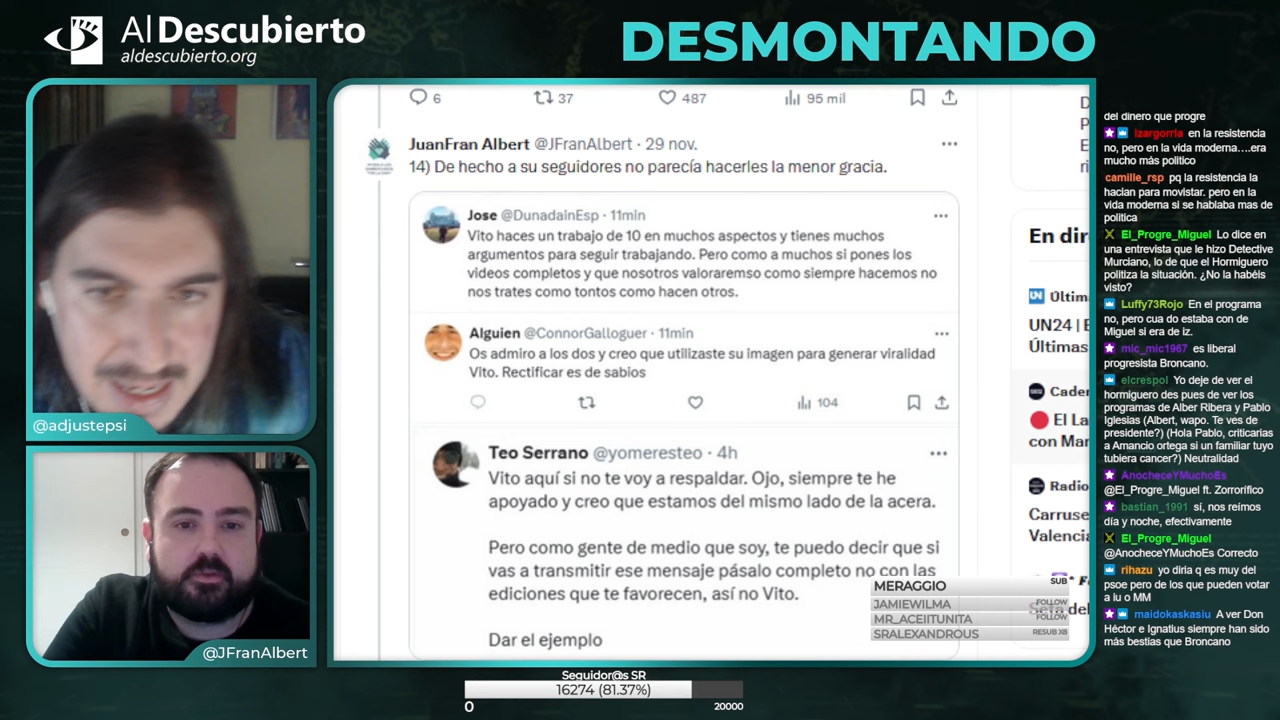 Al Descubierto
aldescubierto.org
DESMONTANDO
@adjustepsi
@JFranAlbert
6 37 487 95 mil
JuanFran Albert @JFranAlbert · 29 nov.
14) De hecho a su seguidores no parecía hacerles la menor gracia.
Jose @DunadainEsp · 11min
Vito haces un trabajo de 10 en muchos aspectos y tienes muchos
argumentos para seguir trabajando. Pero como a muchos si pones los
videos completos y que nosotros valoraremso como siempre hacemos no
nos trates como tontos como hacen otros.
Alguien @ConnorGalloguer · 11min
Os admiro a los dos y creo que utilizaste su imagen para generar viralidad
Vito. Rectificar es de sabios
104
Teo Serrano @yomeresteo · 4h
Vito aquí si no te voy a respaldar. Ojo, siempre te he
apoyado y creo que estamos del mismo lado de la acera.
Pero como gente de medio que soy, te puedo decir que si
vas a transmitir ese mensaje pásalo completo no con las
ediciones que te favorecen, así no Vito.
Dar el ejemplo
D
P
E
En dir
Últim
UN24 | E
Últimas
Cader
El La
con Mar
Radio
Carruse
Valencia
del
MERAGGIO SUB
JAMIEWILMA FOLLOW
MR_ACEIITUNITA FOLLOW
SRALEXANDROUS RESUB X8
Seguidor@s SR
16274 (81.37%)
0 20000
del dinero que progre
izargorria en la resistencia
no, pero en la vida moderna....era
mucho más politico
camille_rsp pq la resistencia la
hacian para movistar. pero en la
vida moderna si se hablaba mas de
politica
El_Progre_Miguel Lo dice en
una entrevista que le hizo Detective
Murciano, lo de que el Hormiguero
politiza la situación. ¿No la habéis
visto?
Luffy73Rojo En el programa
no, pero cua do estaba con de
Miguel si era de iz.
mic_mic1967 es liberal
progresista Broncano.
elcrespol Yo deje de ver el
hormiguero des pues de ver los
programas de Alber Ribera y Pablo
Iglesias (Albert, wapo. Te ves de
presidente?) (Hola Pablo, criticarias
a Amancio ortega si un familiar tuyo
tubiera cancer?) Neutralidad
AnocheceYMuchoEs
@El_Progre_Miguel ft. Zorrorifico
bastian_1991 sí, nos reímos
día y noche, efectivamente
El_Progre_Miguel
@AnocheceYMuchoEs Correcto
rihazu yo diria q es muy del
psoe pero de los que pueden votar
a iu o MM
maidokaskasiu A ver Don
Héctor e Ignatius siempre han sido
más bestias que Broncano